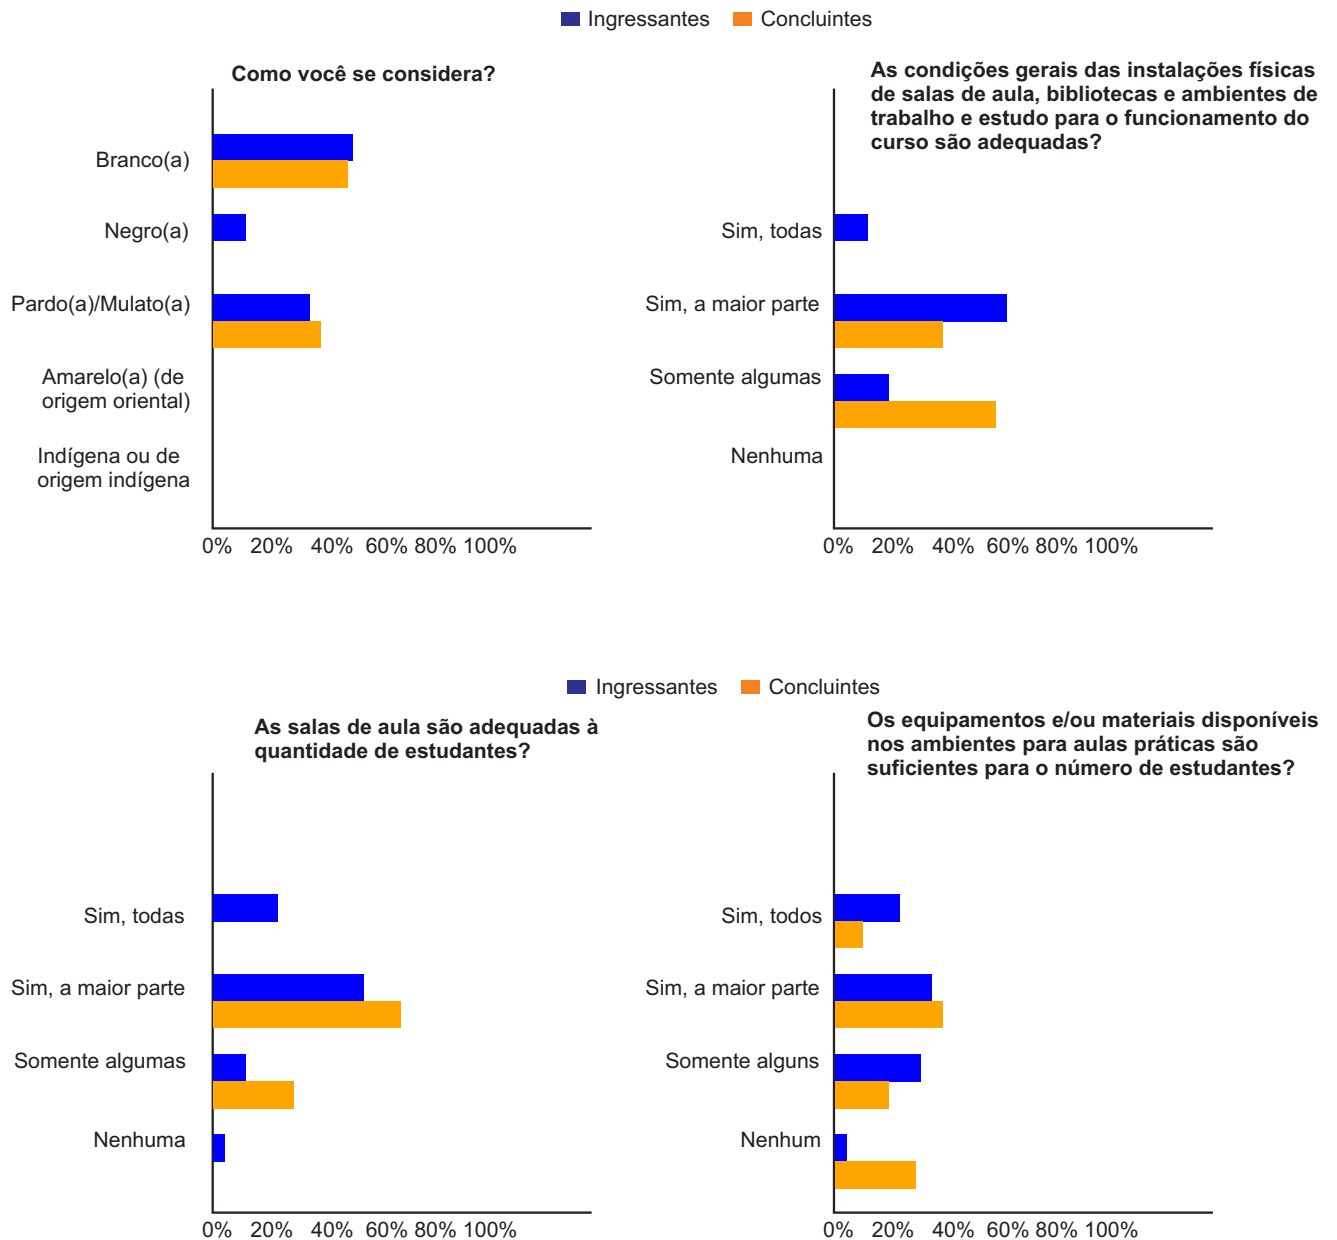 Ingressantes Concluintes
Como você se considera?
Branco(a)
Negro(a)
Pardo(a)/Mulato(a)
Amarelo(a) (de
origem oriental)
Indígena ou de
origem indígena
0% 20% 40% 60% 80% 100%
As condições gerais das instalações físicas
de salas de aula, bibliotecas e ambientes de
trabalho e estudo para o funcionamento do
curso são adequadas?
Sim, todas
Sim, a maior parte
Somente algumas
Nenhuma
0% 20% 40% 60% 80% 100%
Ingressantes Concluintes
As salas de aula são adequadas à
quantidade de estudantes?
Sim, todas
Sim, a maior parte
Somente algumas
Nenhuma
0% 20% 40% 60% 80% 100%
Os equipamentos e/ou materiais disponíveis
nos ambientes para aulas práticas são
suficientes para o número de estudantes?
Sim, todos
Sim, a maior parte
Somente alguns
Nenhum
0% 20% 40% 60% 80% 100%